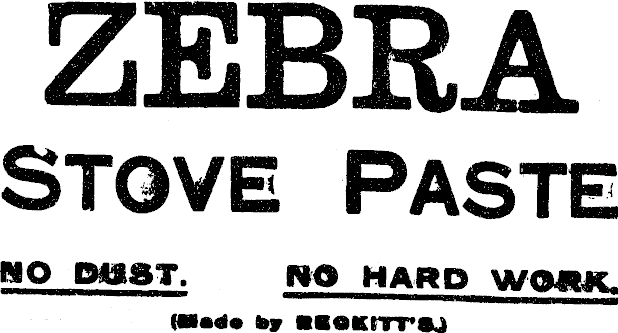 ZEBRA
STOVE PASTE
NO DUST. NO HARD WORK.
(Made by RECKITT'S.)